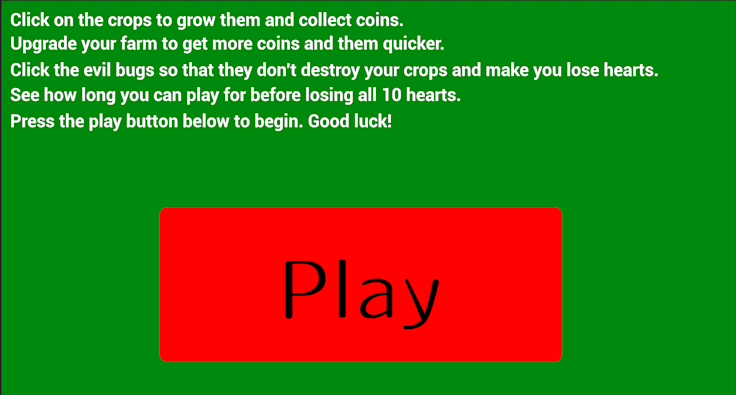 Click on the crops to grow them and collect coins.
Upgrade your farm to get more coins and them quicker.
Click the evil bugs so that they don't destroy your crops and make you lose hearts.
See how long you can play for before losing all 10 hearts.
Press the play button below to begin. Good luck!
Play